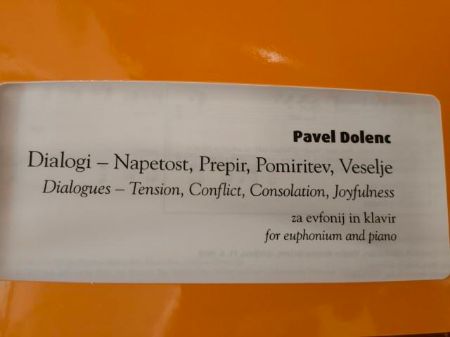 Pavel Dolenc
Dialogi – Napetost, Prepir, Pomiritev, Veselje
Dialogues – Tension, Conflict, Consolation, Joyfulness
za evfonij in klavir
for euphonium and piano